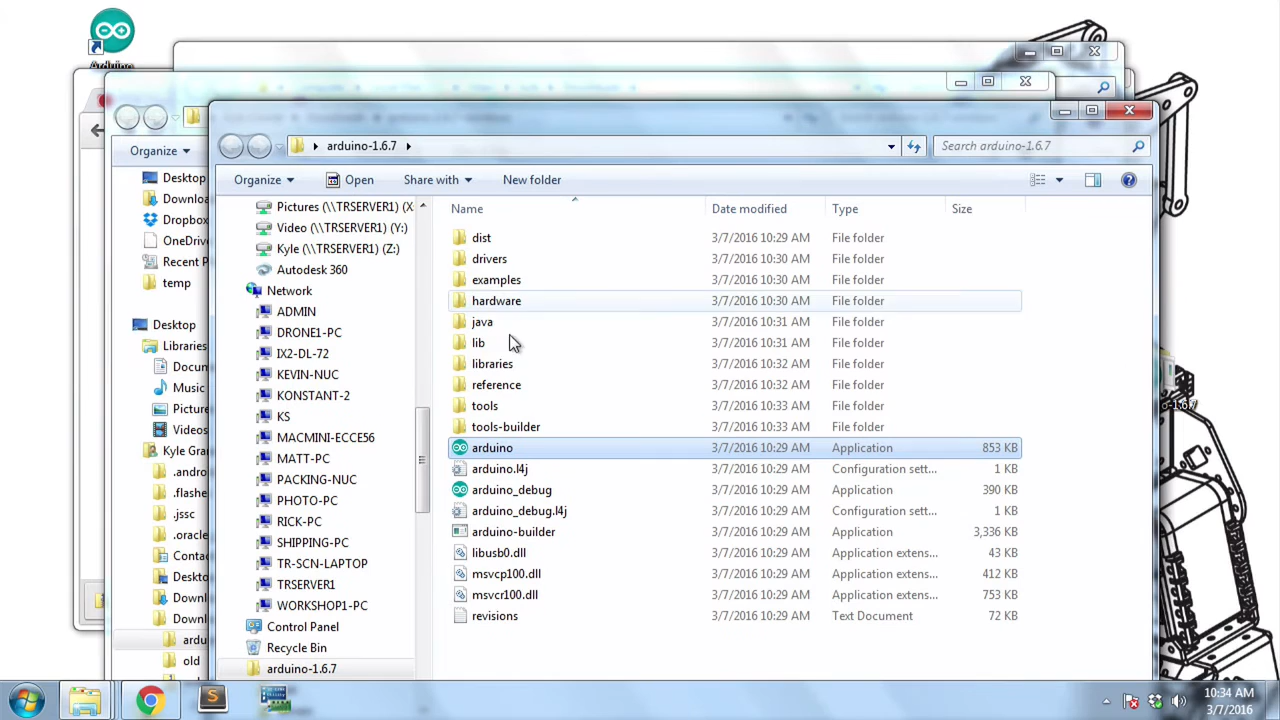 Arduino
arduino-1.6.7
Search arduino-1.6.7
Organize
Organize
Open
Share with
New folder
Desktop
Downloa
Dropbox
OneDriv
Recent P
temp
Desktop
Libraries
Docum
Music
Picture
Videos
Kyle Gran
.andro
.flashe
.jssc
.oracle
Contac
Deskto
Downl
Downl
ardu
old
Pictures (\\TRSERVER1) (X
Video (\\TRSERVER1) (Y:)
Kyle (\\TRSERVER1) (Z:)
Autodesk 360
Network
ADMIN
DRONE1-PC
IX2-DL-72
KEVIN-NUC
KONSTANT-2
KS
MACMINI-ECCE56
MATT-PC
PACKING-NUC
PHOTO-PC
RICK-PC
SHIPPING-PC
TR-SCN-LAPTOP
TRSERVER1
WORKSHOP1-PC
Control Panel
Recycle Bin
arduino-1.6.7
Name Date modified Type Size
dist 3/7/2016 10:29 AM File folder
drivers 3/7/2016 10:30 AM File folder
examples 3/7/2016 10:30 AM File folder
hardware 3/7/2016 10:30 AM File folder
java 3/7/2016 10:31 AM File folder
lib 3/7/2016 10:31 AM File folder
libraries 3/7/2016 10:32 AM File folder
reference 3/7/2016 10:32 AM File folder
tools 3/7/2016 10:33 AM File folder
tools-builder 3/7/2016 10:33 AM File folder
arduino 3/7/2016 10:29 AM Application 853 KB
arduino.l4j 3/7/2016 10:29 AM Configuration sett... 1 KB
arduino_debug 3/7/2016 10:29 AM Application 390 KB
arduino_debug.l4j 3/7/2016 10:29 AM Configuration sett... 1 KB
arduino-builder 3/7/2016 10:29 AM Application 3,336 KB
libusb0.dll 3/7/2016 10:29 AM Application extens... 43 KB
msvcp100.dll 3/7/2016 10:29 AM Application extens... 412 KB
msvcr100.dll 3/7/2016 10:29 AM Application extens... 753 KB
revisions 3/7/2016 10:29 AM Text Document 72 KB
o-1.6.7
10:34 AM
3/7/2016